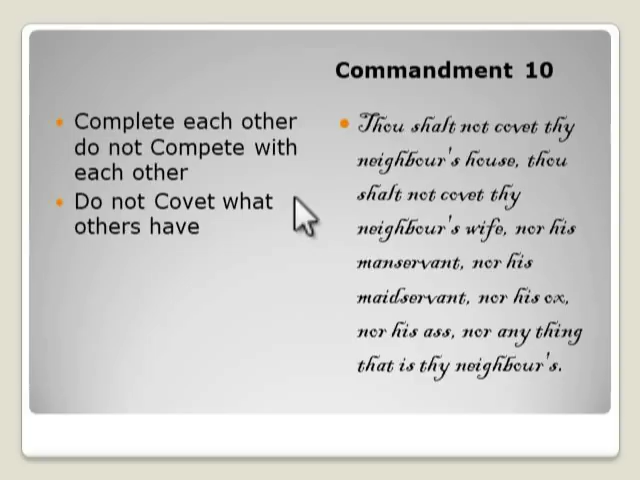 Commandment 10
• Complete each other
do not Compete with
each other
• Do not Covet what
others have
• Thou shalt not covet thy
neighbour's house, thou
shalt not covet thy
neighbour's wife, nor his
manservant, nor his
maidservant, nor his ox,
nor his ass, nor any thing
that is thy neighbour's.